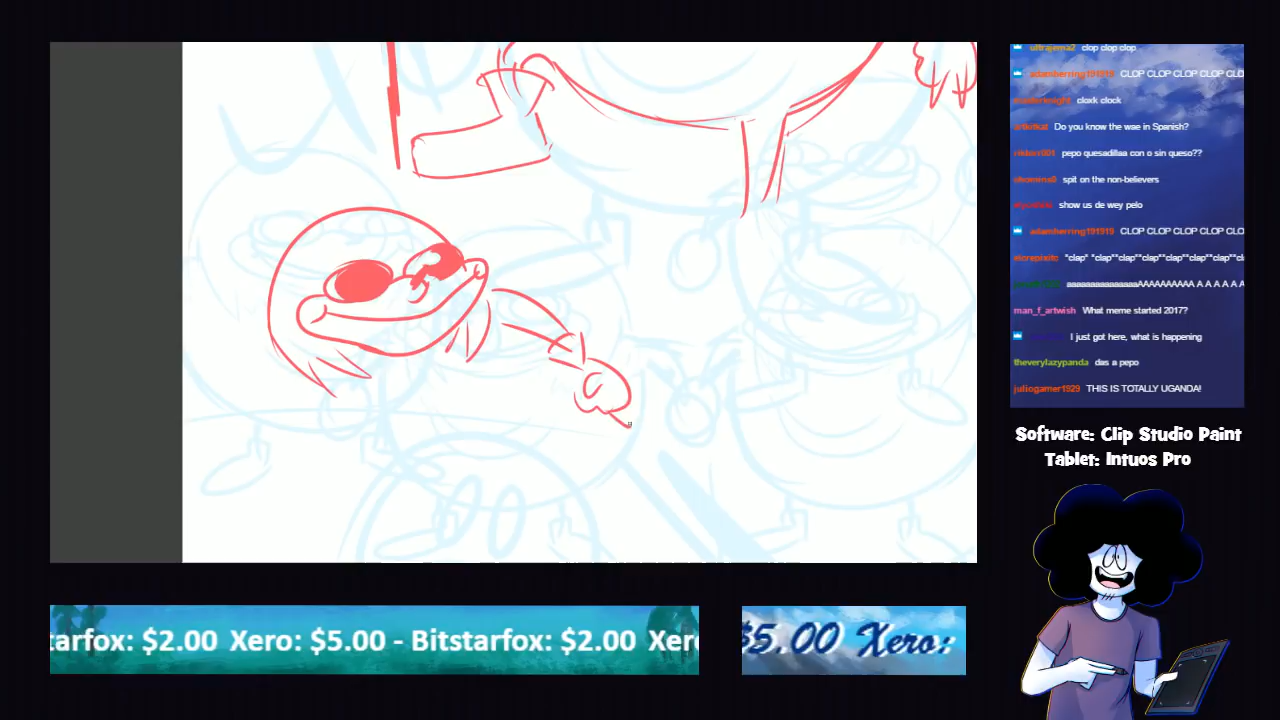 ultrajema2 clop clop clop
adamherring191919 CLOP CLOP CLOP CLOP CLO
cloxk clock
Do you know the wae in Spanish?
pepo quesadillaa con o sin queso??
spit on the non-believers
show us de wey pelo
adamherring191919 CLOP CLOP CLOP CLOP CLO
*clap* *clap**clap**clap**clap**clap**cl
aaaaaaaaaaaaaaaAAAAAAAAAA A A A A A
man_f_artwish What meme started 2017?
I just got here, what is happening
theverylazypanda das a pepo
juliogamer1929 THIS IS TOTALLY UGANDA!
Software: Clip Studio Paint
Tablet: Intuos Pro
starfox: $2.00 Xero: $5.00 - Bitstarfox: $2.00 Xero
$5.00 Xero: